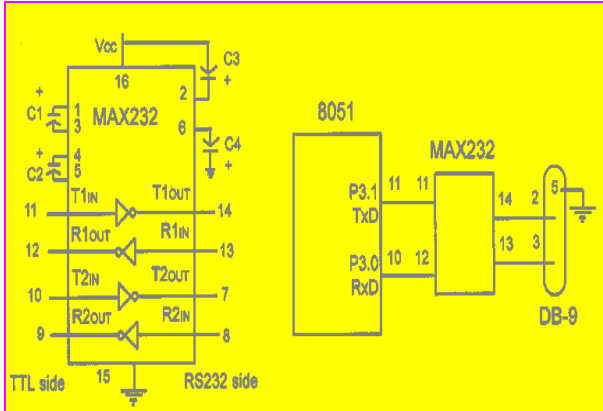 Vcc
C3
+
16
2
MAX232
+
C1
1
3
6
C4
+
+
C2
4
5
T1IN
T1OUT
11
14
R1OUT
R1IN
12
13
T2IN
T2OUT
10
7
R2OUT
R2IN
9
8
15
TTL side
RS232 side
8051
MAX232
P3.1
TxD
11
11
14
2
5
13
3
P3.0
RxD
10
12
DB-9